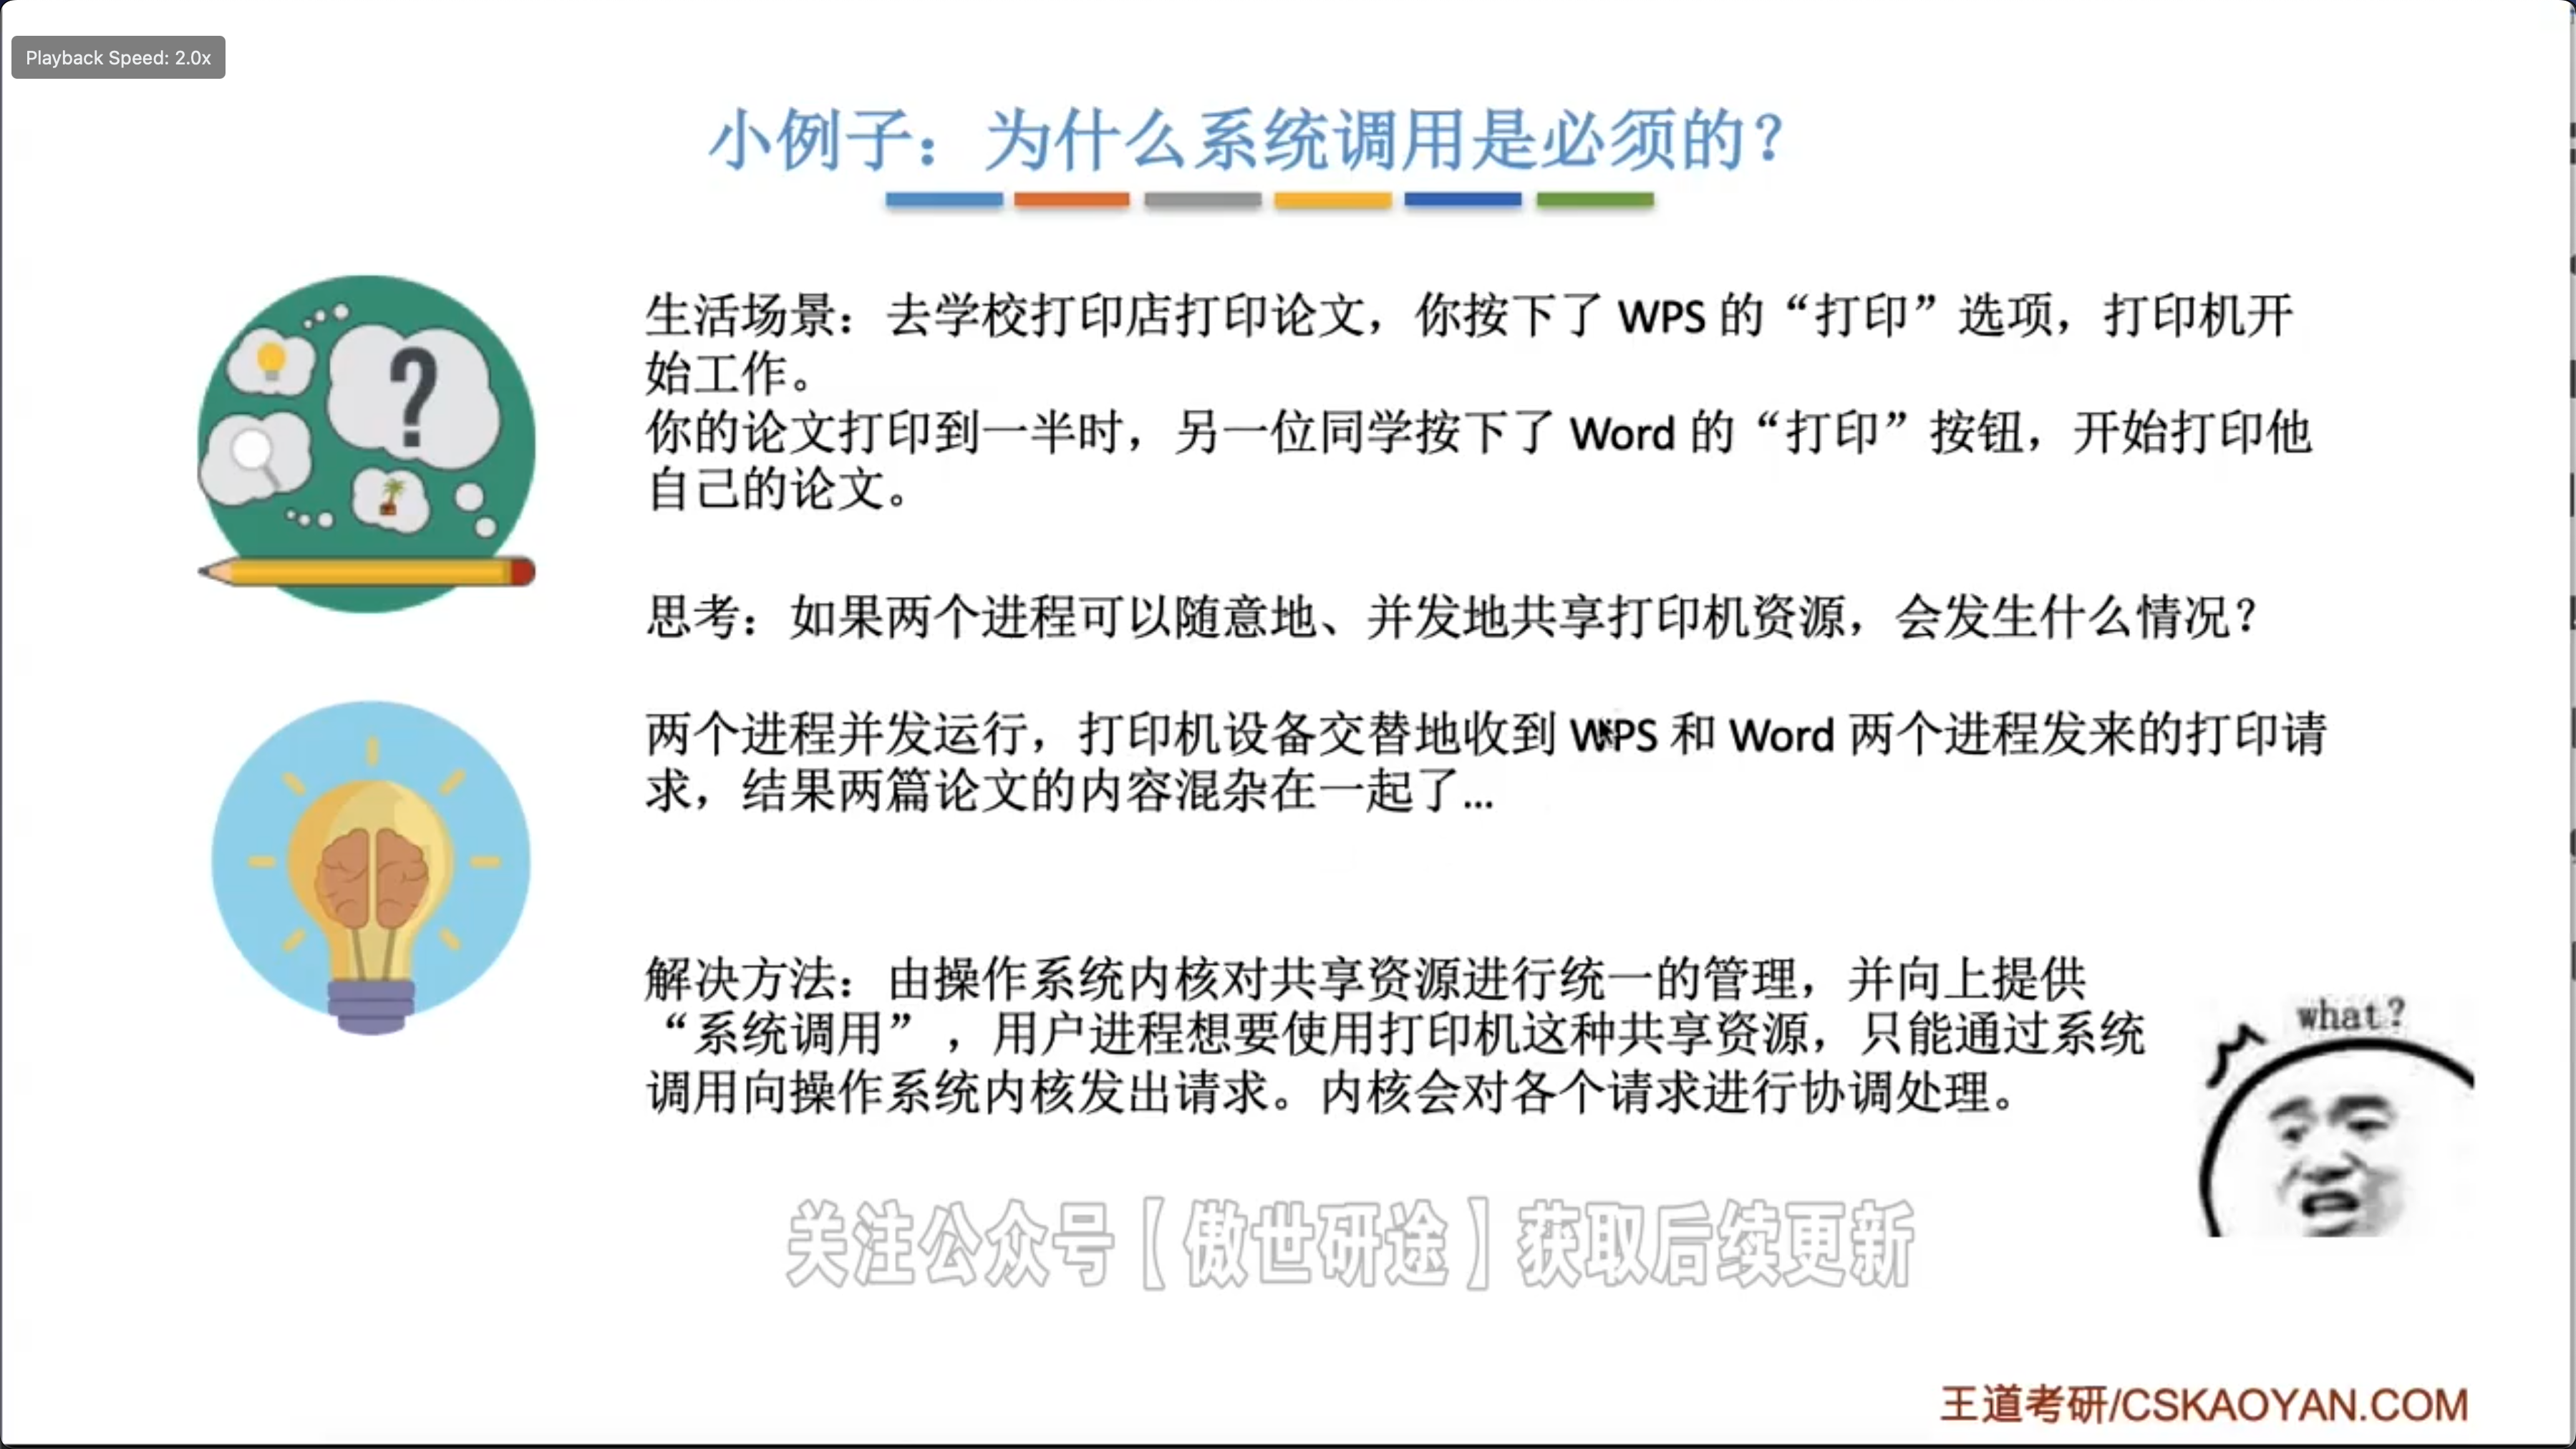 Playback Speed: 2.0x
小例子：为什么系统调用是必须的？
生活场景：去学校打印店打印论文，你按下了 WPS 的“打印”选项，打印机开
始工作。
你的论文打印到一半时，另一位同学按下了 Word 的“打印”按钮，开始打印他
自己的论文。
思考：如果两个进程可以随意地、并发地共享打印机资源，会发生什么情况？
两个进程并发运行，打印机设备交替地收到 WPS 和 Word 两个进程发来的打印请
求，结果两篇论文的内容混杂在一起了...
解决方法：由操作系统内核对共享资源进行统一的管理，并向上提供
“系统调用”，用户进程想要使用打印机这种共享资源，只能通过系统
调用向操作系统内核发出请求。内核会对各个请求进行协调处理。
what?
关注公众号【傲世研途】获取后续更新
王道考研/CSKAOYAN.COM